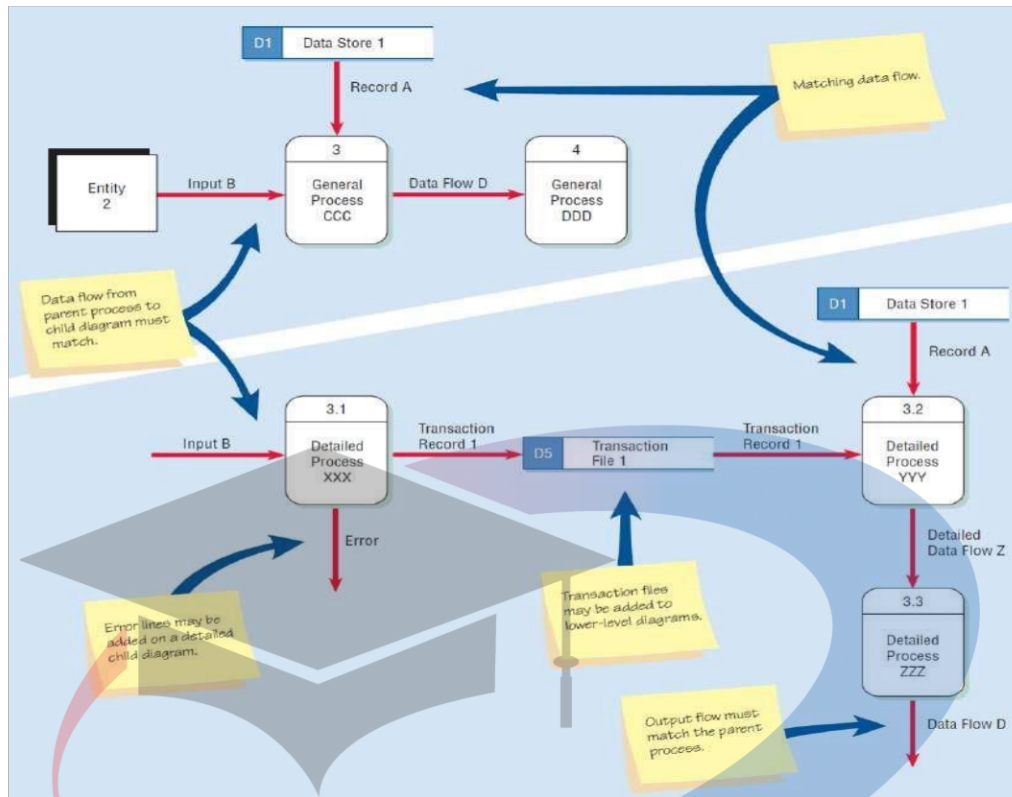 D1 Data Store 1
Record A
Matching data flow.
3
General
Process
CCC
4
General
Process
DDD
Entity
2
Input B
Data Flow D
Data flow from
parent process to
child diagram must
match.
D1 Data Store 1
Record A
3.1
Detailed
Process
XXX
Input B
Transaction
Record 1
D5 Transaction
File 1
Transaction
Record 1
3.2
Detailed
Process
YYY
Error
Detailed
Data Flow Z
Error lines may be
added on a detailed
child diagram.
Transaction files
may be added to
lower-level diagrams.
3.3
Detailed
Process
ZZZ
Output flow must
match the parent
process.
Data Flow D